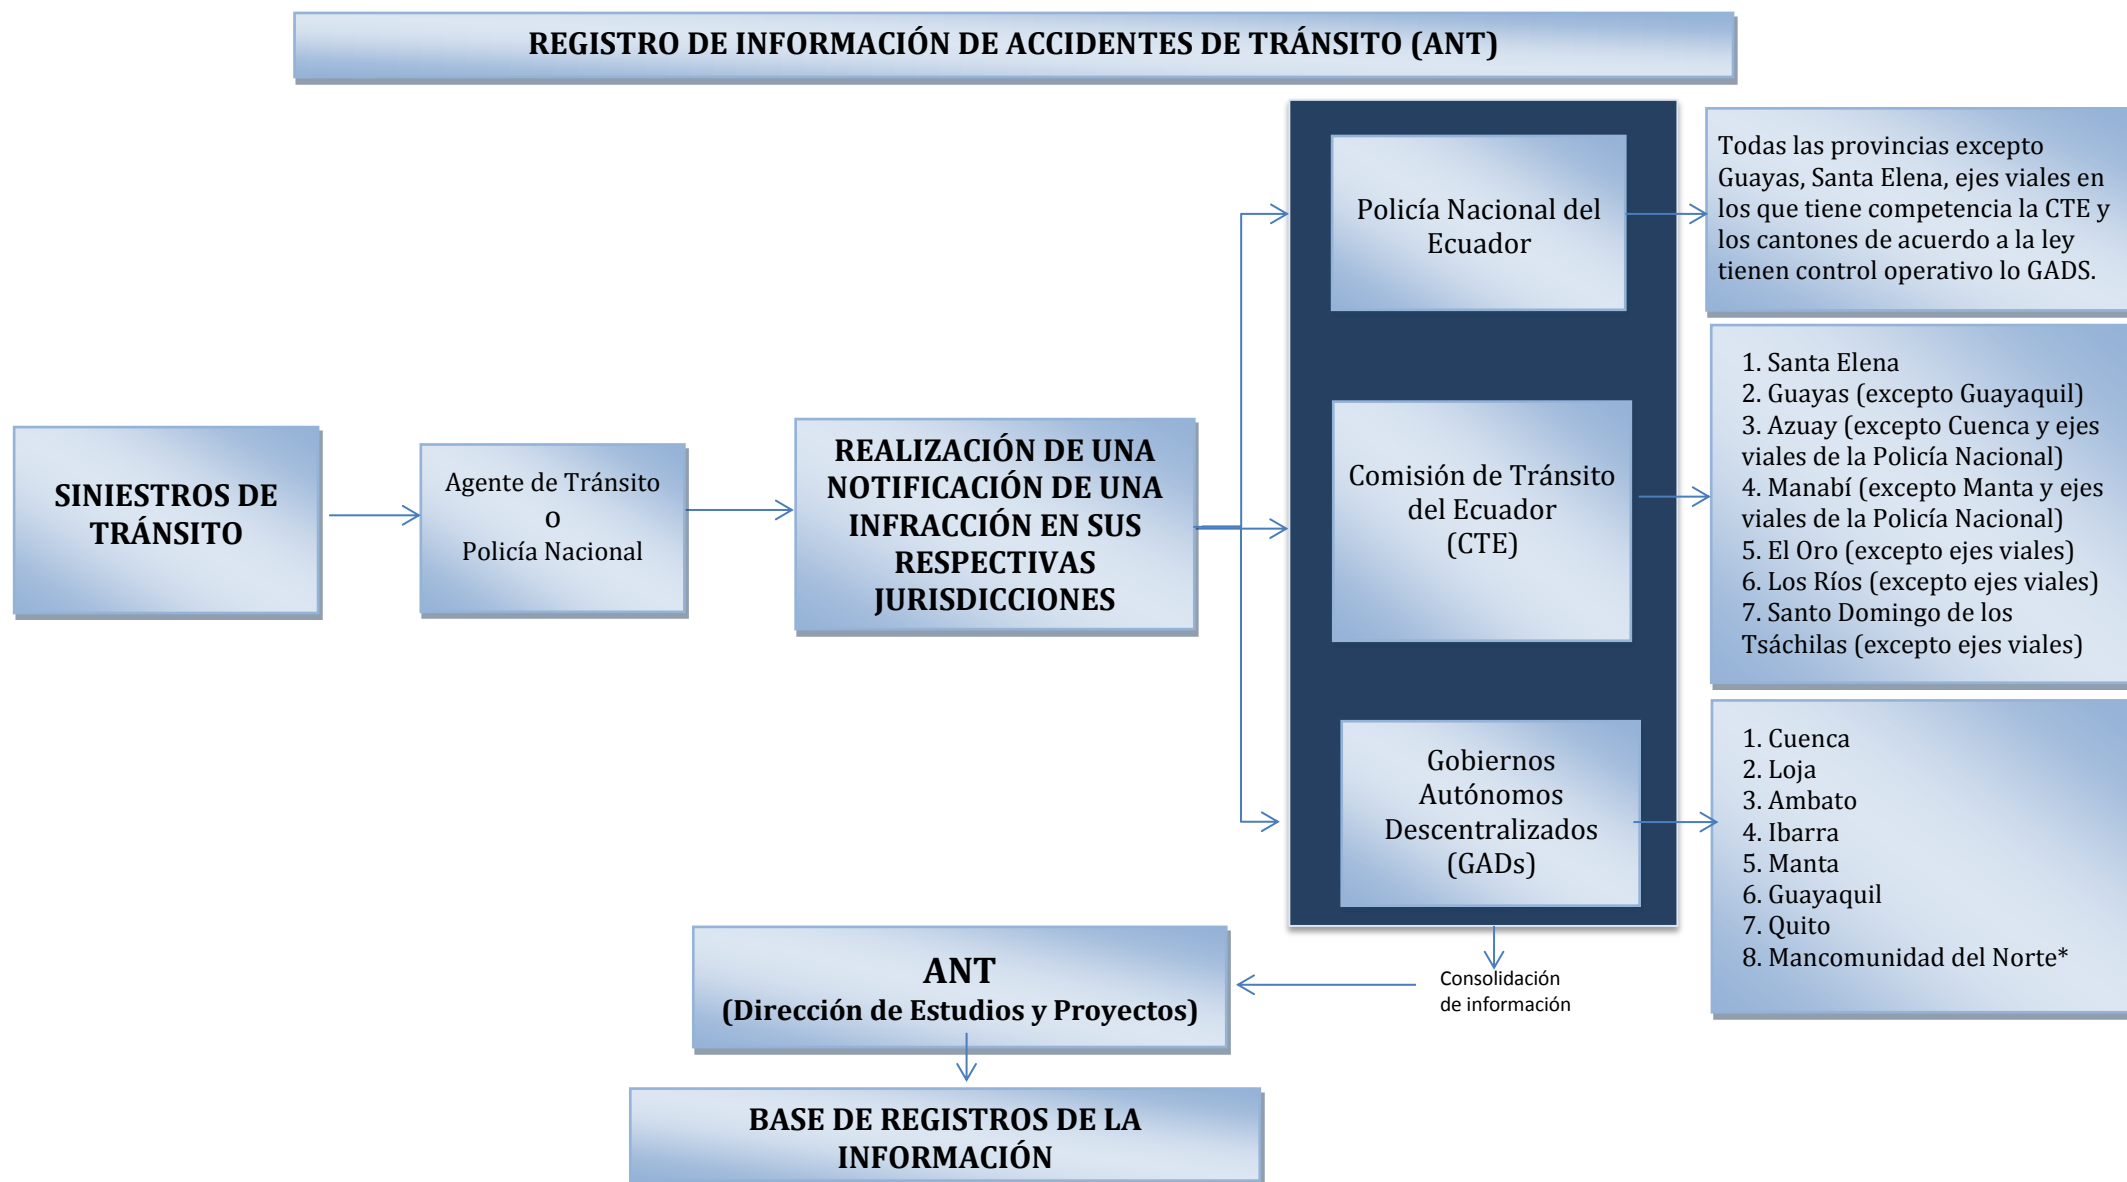 REGISTRO DE INFORMACIÓN DE ACCIDENTES DE TRÁNSITO (ANT)
SINIESTROS DE
TRÁNSITO
Agente de Tránsito
o
Policía Nacional
REALIZACIÓN DE UNA
NOTIFICACIÓN DE UNA
INFRACCIÓN EN SUS
RESPECTIVAS
JURISDICCIONES
Policía Nacional del
Ecuador
Todas las provincias excepto
Guayas, Santa Elena, ejes viales en
los que tiene competencia la CTE y
los cantones de acuerdo a la ley
tienen control operativo lo GADS.
Comisión de Tránsito
del Ecuador
(CTE)
1. Santa Elena
2. Guayas (excepto Guayaquil)
3. Azuay (excepto Cuenca y ejes
viales de la Policía Nacional)
4. Manabí (excepto Manta y ejes
viales de la Policía Nacional)
5. El Oro (excepto ejes viales)
6. Los Ríos (excepto ejes viales)
7. Santo Domingo de los
Tsáchilas (excepto ejes viales)
Gobiernos
Autónomos
Descentralizados
(GADs)
1. Cuenca
2. Loja
3. Ambato
4. Ibarra
5. Manta
6. Guayaquil
7. Quito
8. Mancomunidad del Norte*
Consolidación
de información
ANT
(Dirección de Estudios y Proyectos)
BASE DE REGISTROS DE LA
INFORMACIÓN